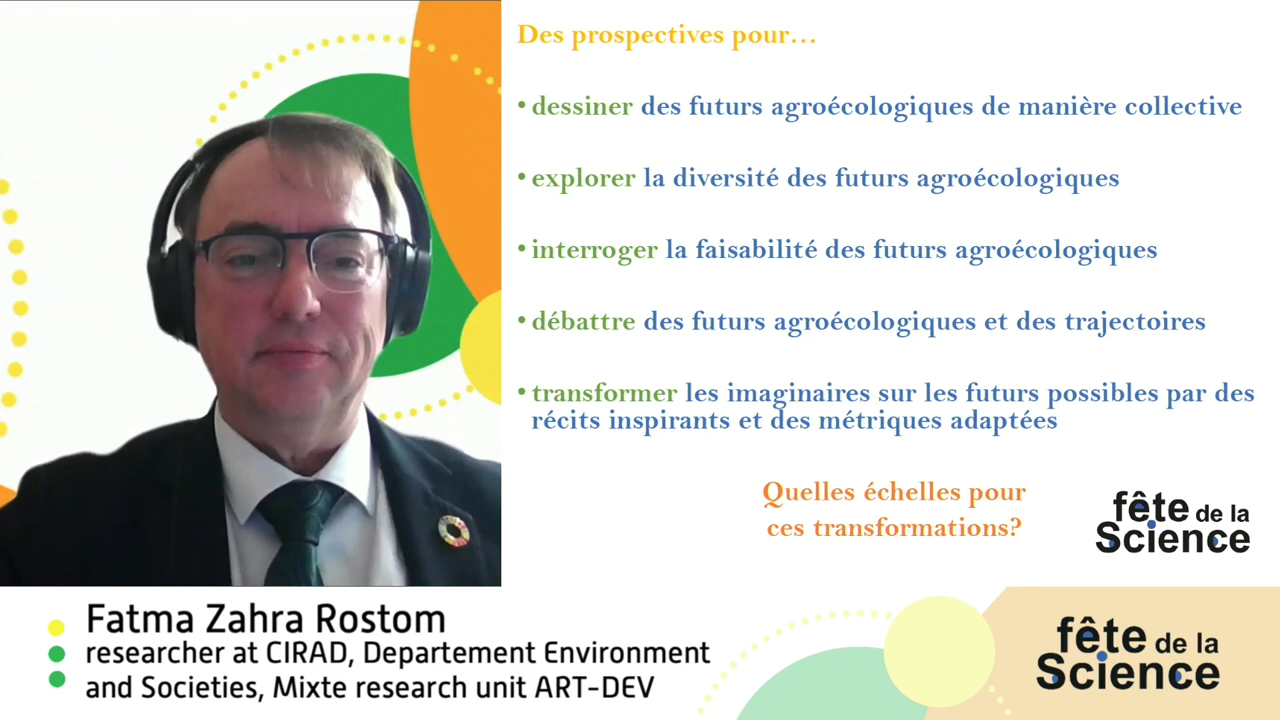 Des prospectives pour...
• dessiner des futurs agroécologiques de manière collective
• explorer la diversité des futurs agroécologiques
• interroger la faisabilité des futurs agroécologiques
• débattre des futurs agroécologiques et des trajectoires
• transformer les imaginaires sur les futurs possibles par des
récits inspirants et des métriques adaptées
Quelles échelles pour
ces transformations?
fête de la
Science
Fatma Zahra Rostom
researcher at CIRAD, Departement Environment
and Societies, Mixte research unit ART-DEV
fête de la
Science